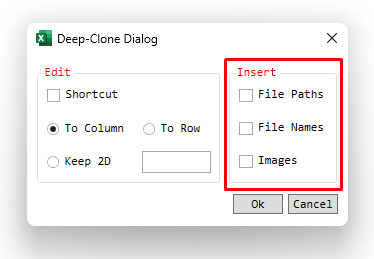 Deep-Clone Dialog
Edit
Shortcut
To Column To Row
Keep 2D
Insert
File Paths
File Names
Images
Ok Cancel